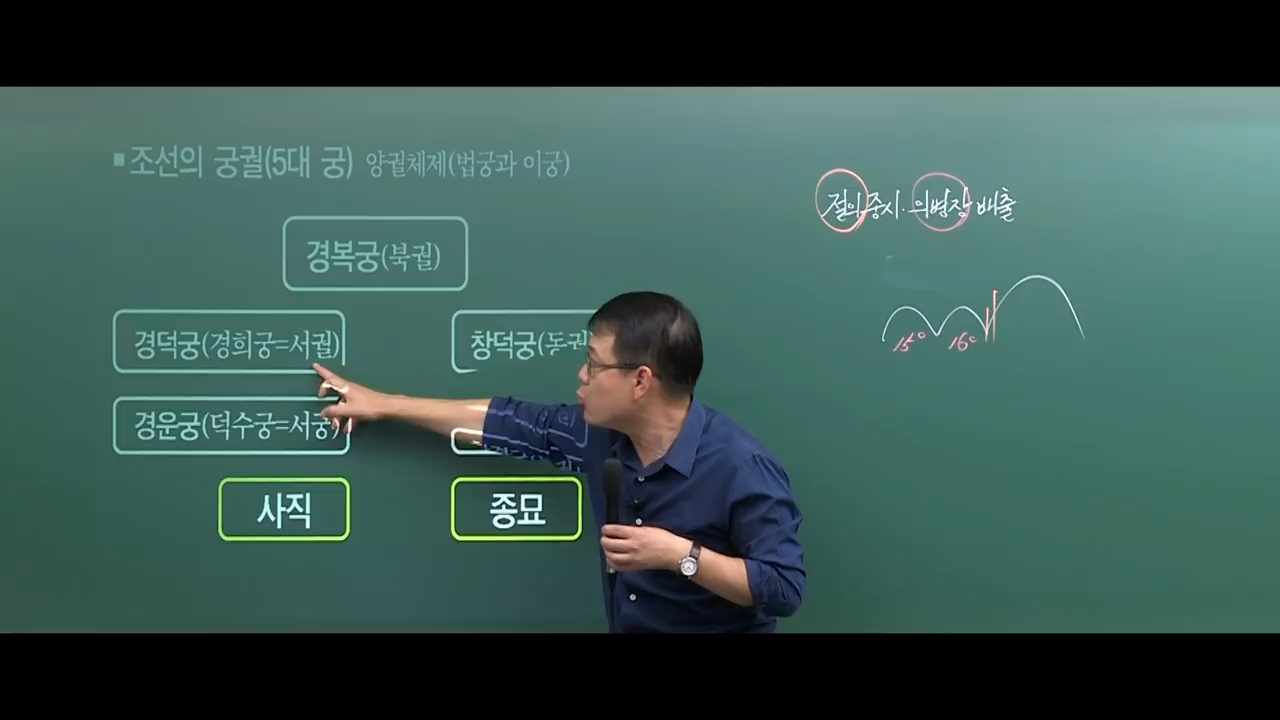 ▪조선의 궁궐(5대 궁) 양궐체제(법궁과 이궁)
경복궁(북궐)
경덕궁(경희궁=서궐)
창덕궁(동궐
경운궁(덕수궁=서궁)
사직
종묘
절의 중시·의병장 배출
15C
16C